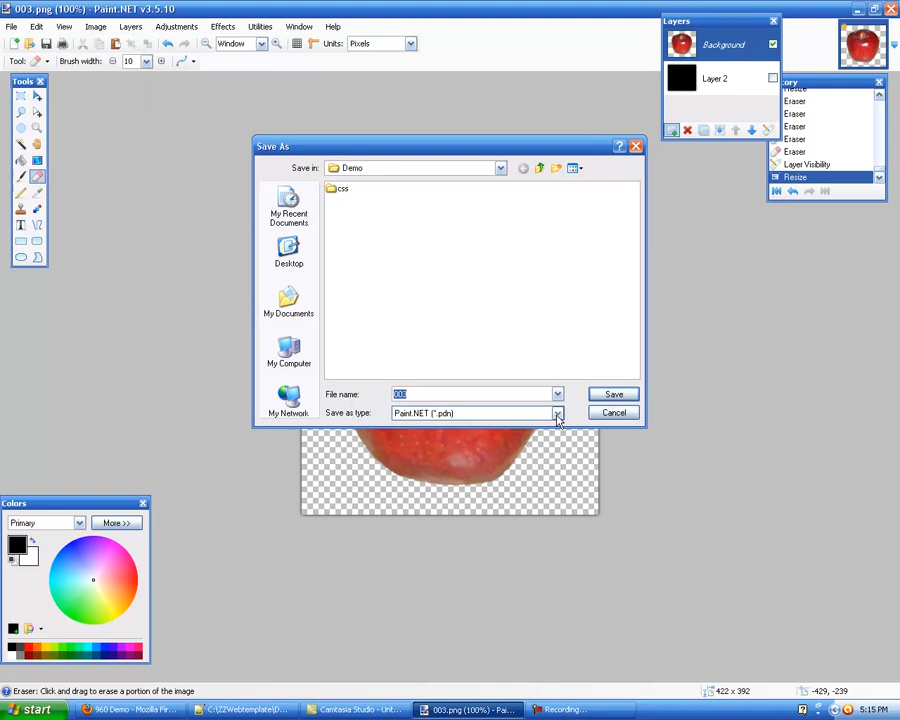 003.png (100%) - Paint.NET v3.5.10
File Edit View Image Layers Adjustments Effects Utilities Window Help
Window Units: Pixels
Tool: Brush width: 10
Layers
Background
Layer 2
Tools
Eraser
Eraser
Eraser
Eraser
Layer Visibility
Resize
Save As
Save in: Demo
css
My Recent
Documents
Desktop
My Documents
My Computer
My Network
File name: 003 Save
Save as type: Paint.NET (*.pdn) Cancel
Colors
Primary More >>
Eraser: Click and drag to erase a portion of the image 422 x 392 -429, -239
start 960 Demo - Mozilla Fir... C:\ZZWebtemplate\D... Camtasia Studio - Unt... 003.png (100%) - Pai... Recording... 5:15 PM